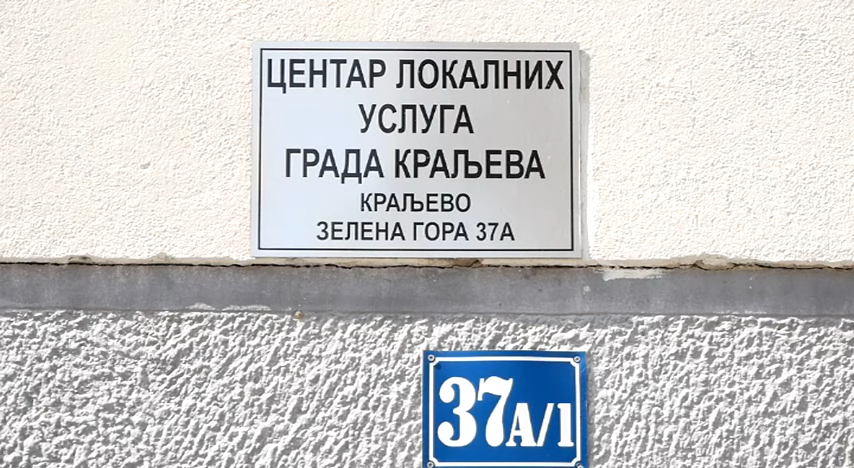 ЦЕНТАР ЛОКАЛНИХ
УСЛУГА
ГРАДА КРАЉЕВА
КРАЉЕВО
ЗЕЛЕНА ГОРА 37А
37А/1